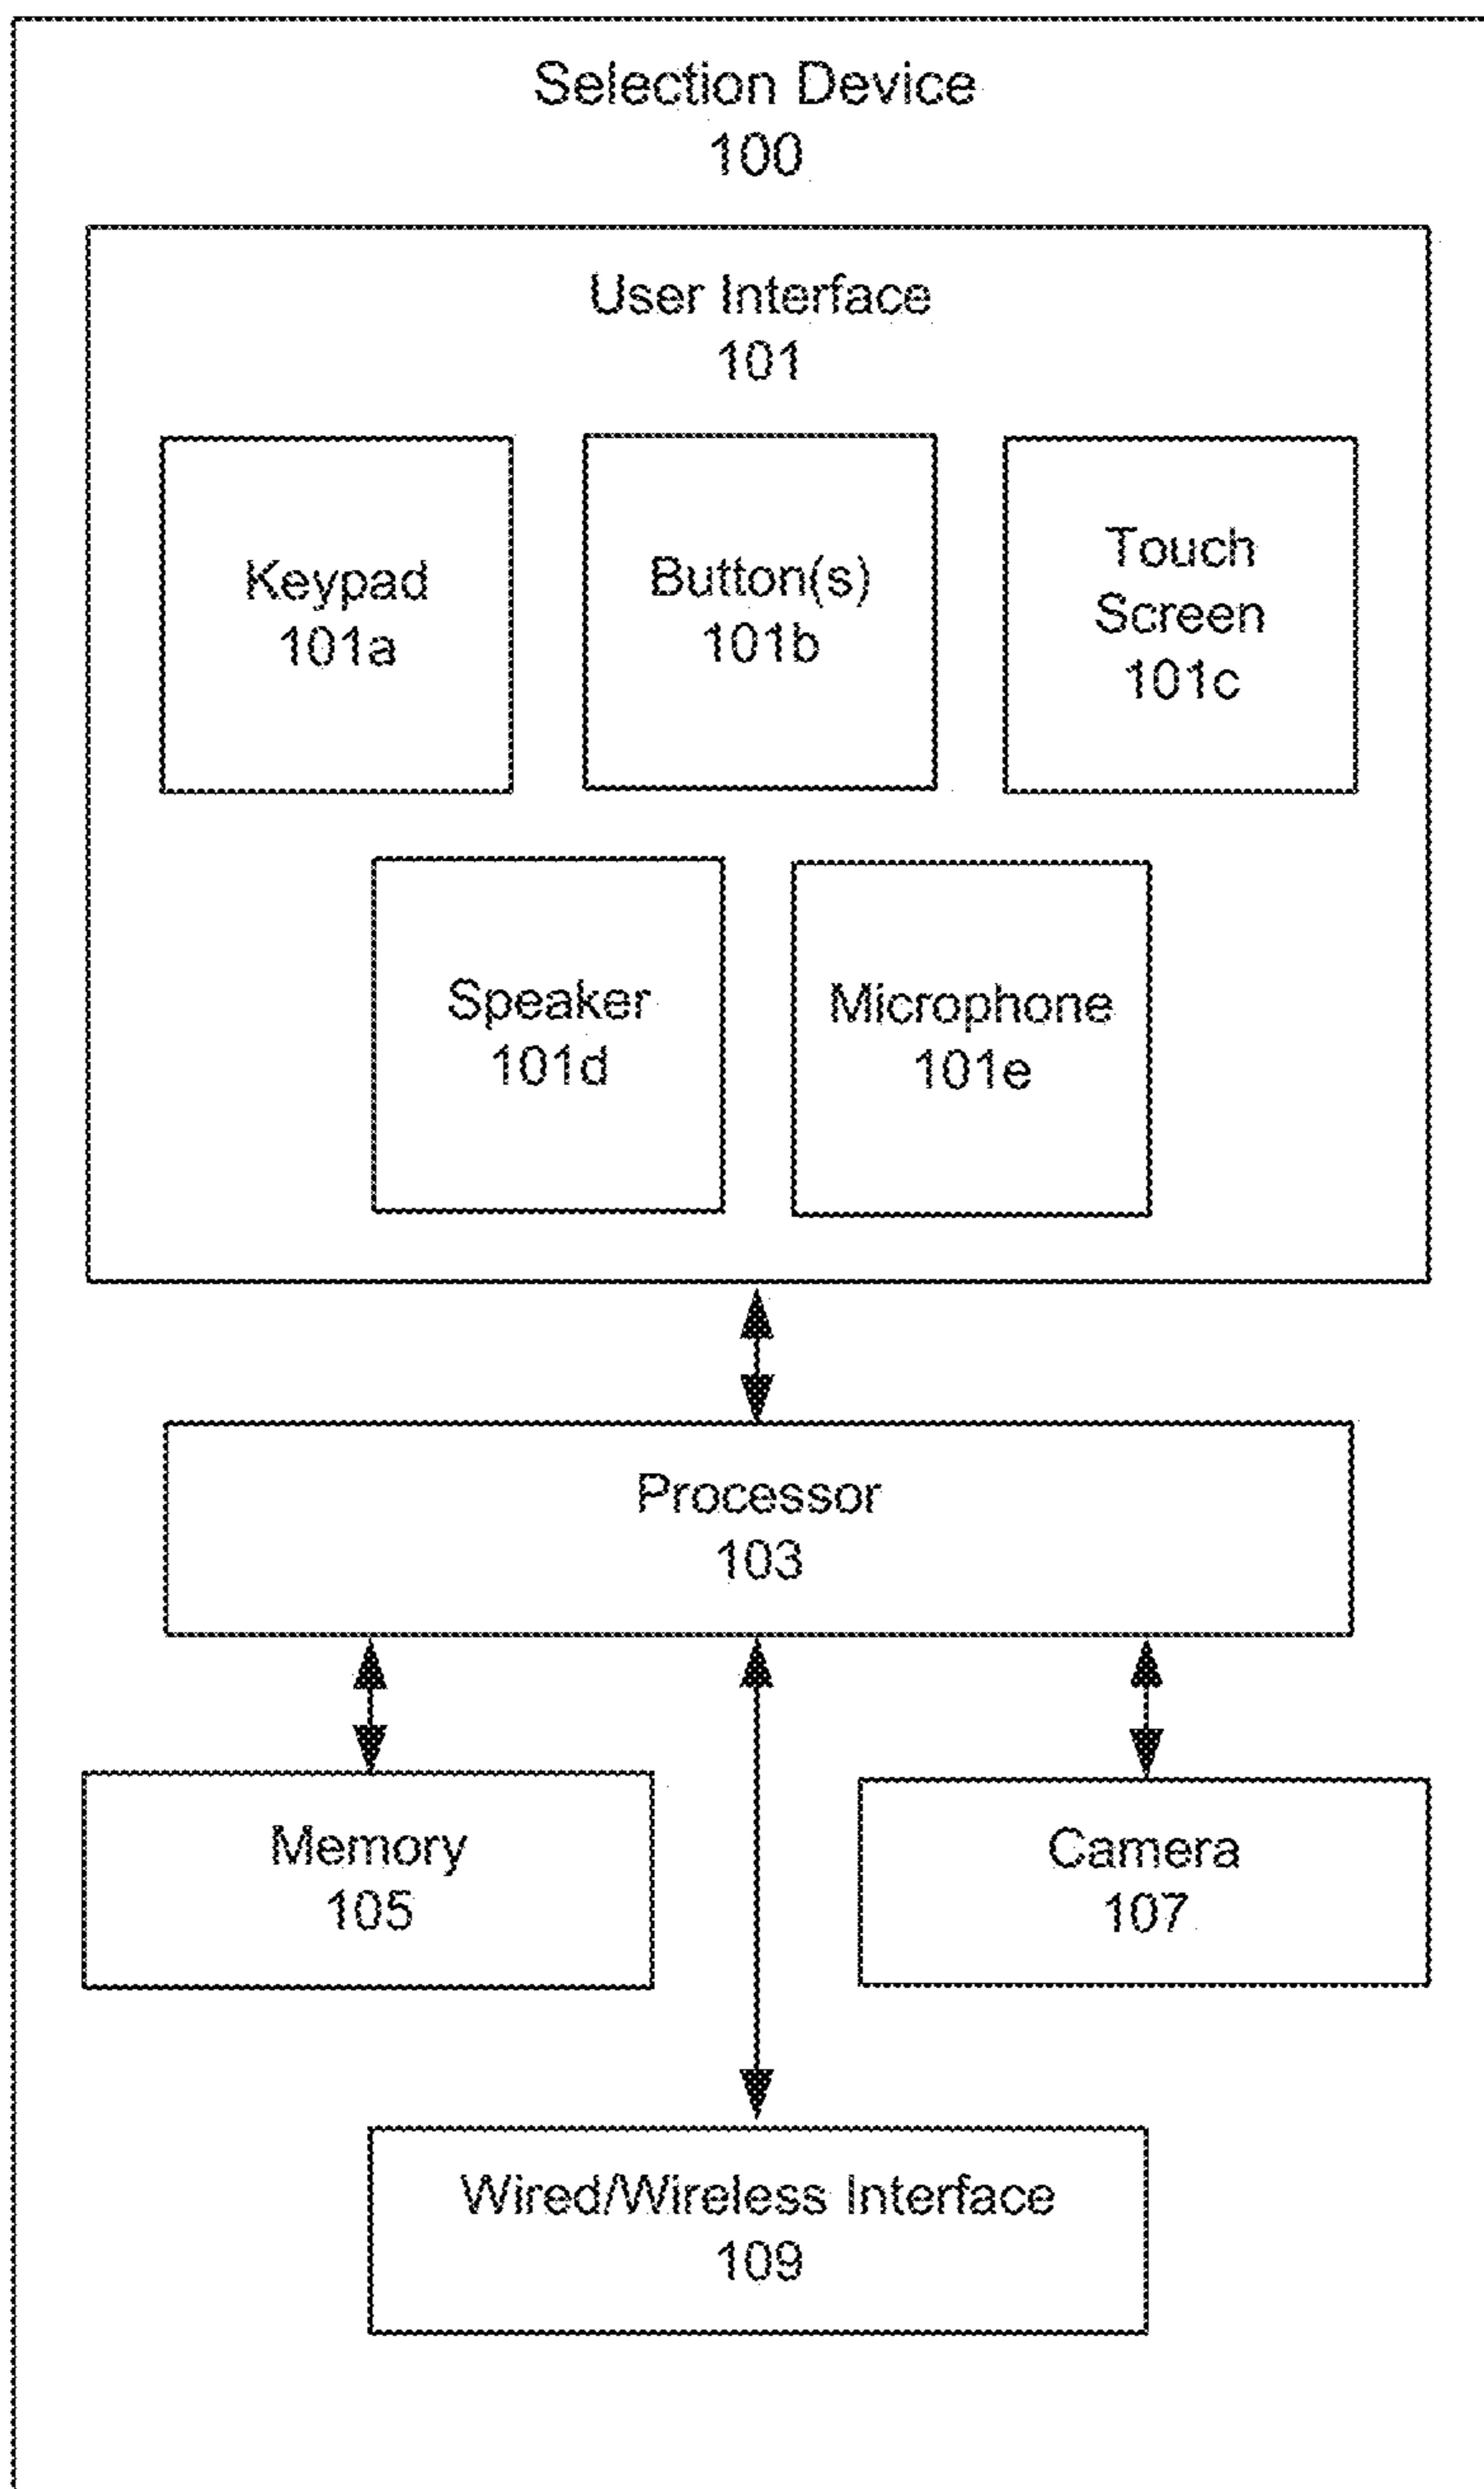 Selection Device
100
User Interface
101
Keypad
101a
Button(s)
101b
Touch
Screen
101c
Speaker
101d
Microphone
101e
Processor
103
Memory
105
Camera
107
Wired/Wireless Interface
109